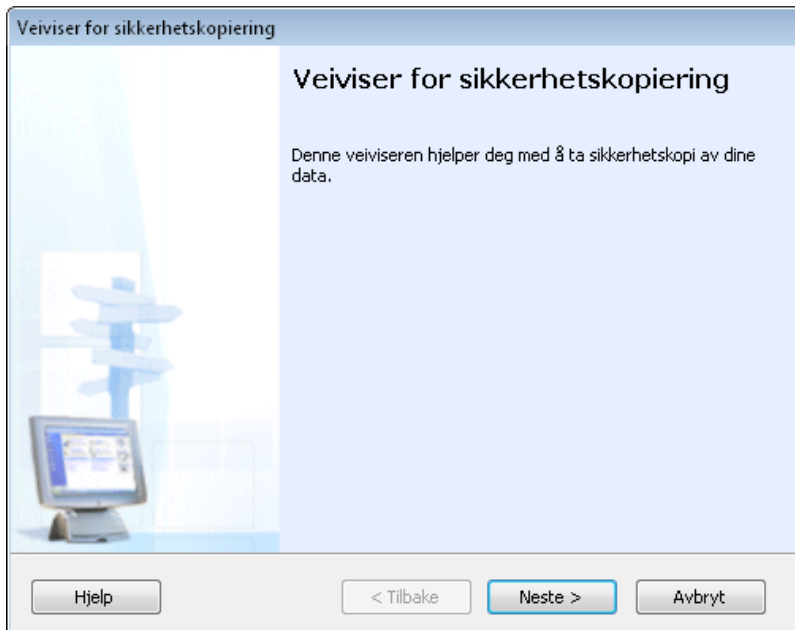 Veiviser for sikkerhetskopiering
Veiviser for sikkerhetskopiering
Denne veiviseren hjelper deg med å ta sikkerhetskopi av dine
data.
Hjelp
< Tilbake
Neste >
Avbryt